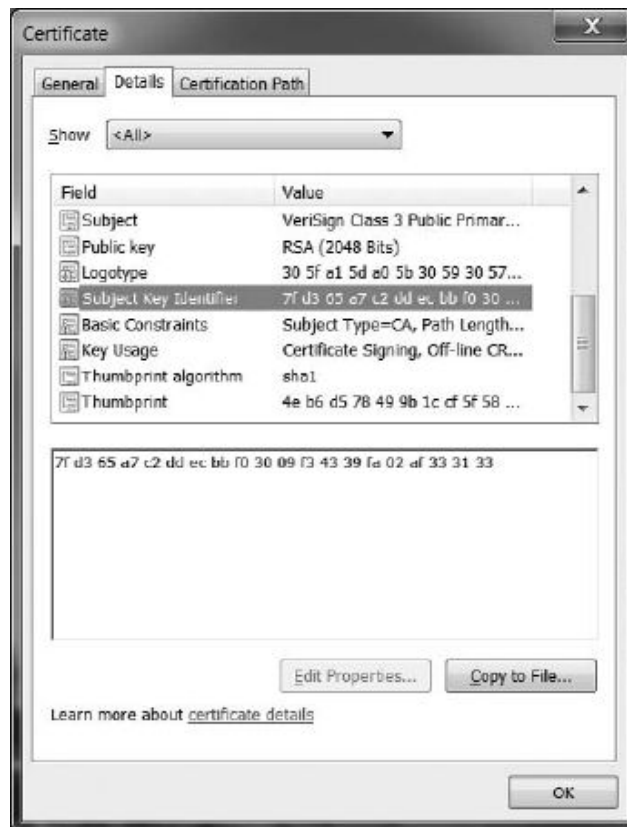 Certificate
General Details Certification Path
Show <All>
Field Value
Subject VeriSign Class 3 Public Primar...
Public key RSA (2048 Bits)
Logotype 30 5f a1 5d a0 5b 30 59 30 57...
Subject Key Identifier 7f d3 65 a7 c2 dd ec bb f0 30 ...
Basic Constraints Subject Type=CA, Path Length...
Key Usage Certificate Signing, Off-line CR...
Thumbprint algorithm sha1
Thumbprint 4e b6 d5 78 49 9b 1c cf 5f 58 ...
7f d3 65 a7 c2 dd ec bb f0 30 09 f3 43 39 fa 02 af 33 31 33
Edit Properties... Copy to File...
Learn more about certificate details
OK